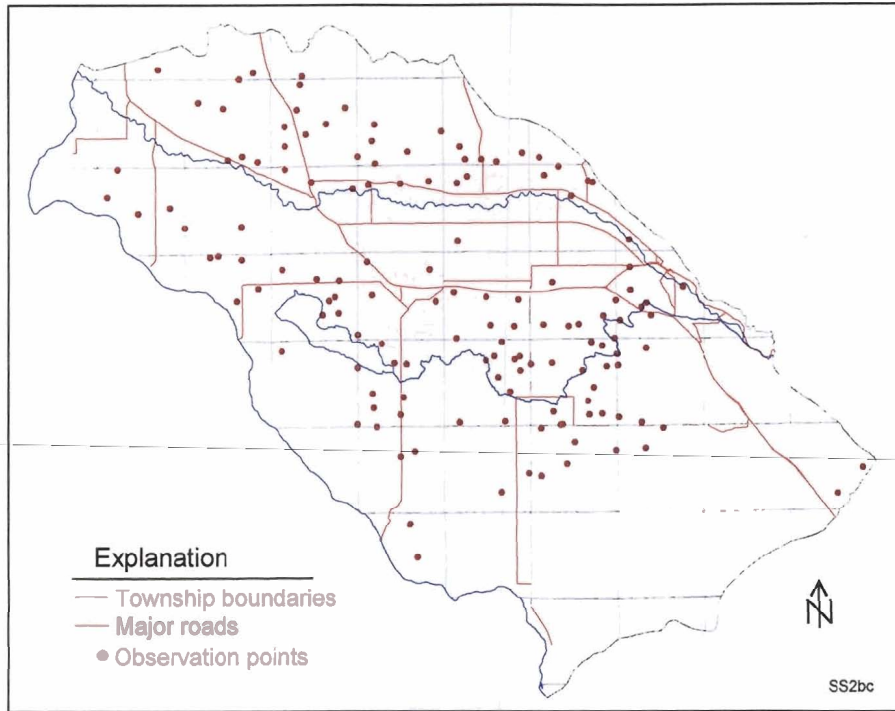 Explanation
Township boundaries
Major roads
Observation points
N
SS2bc